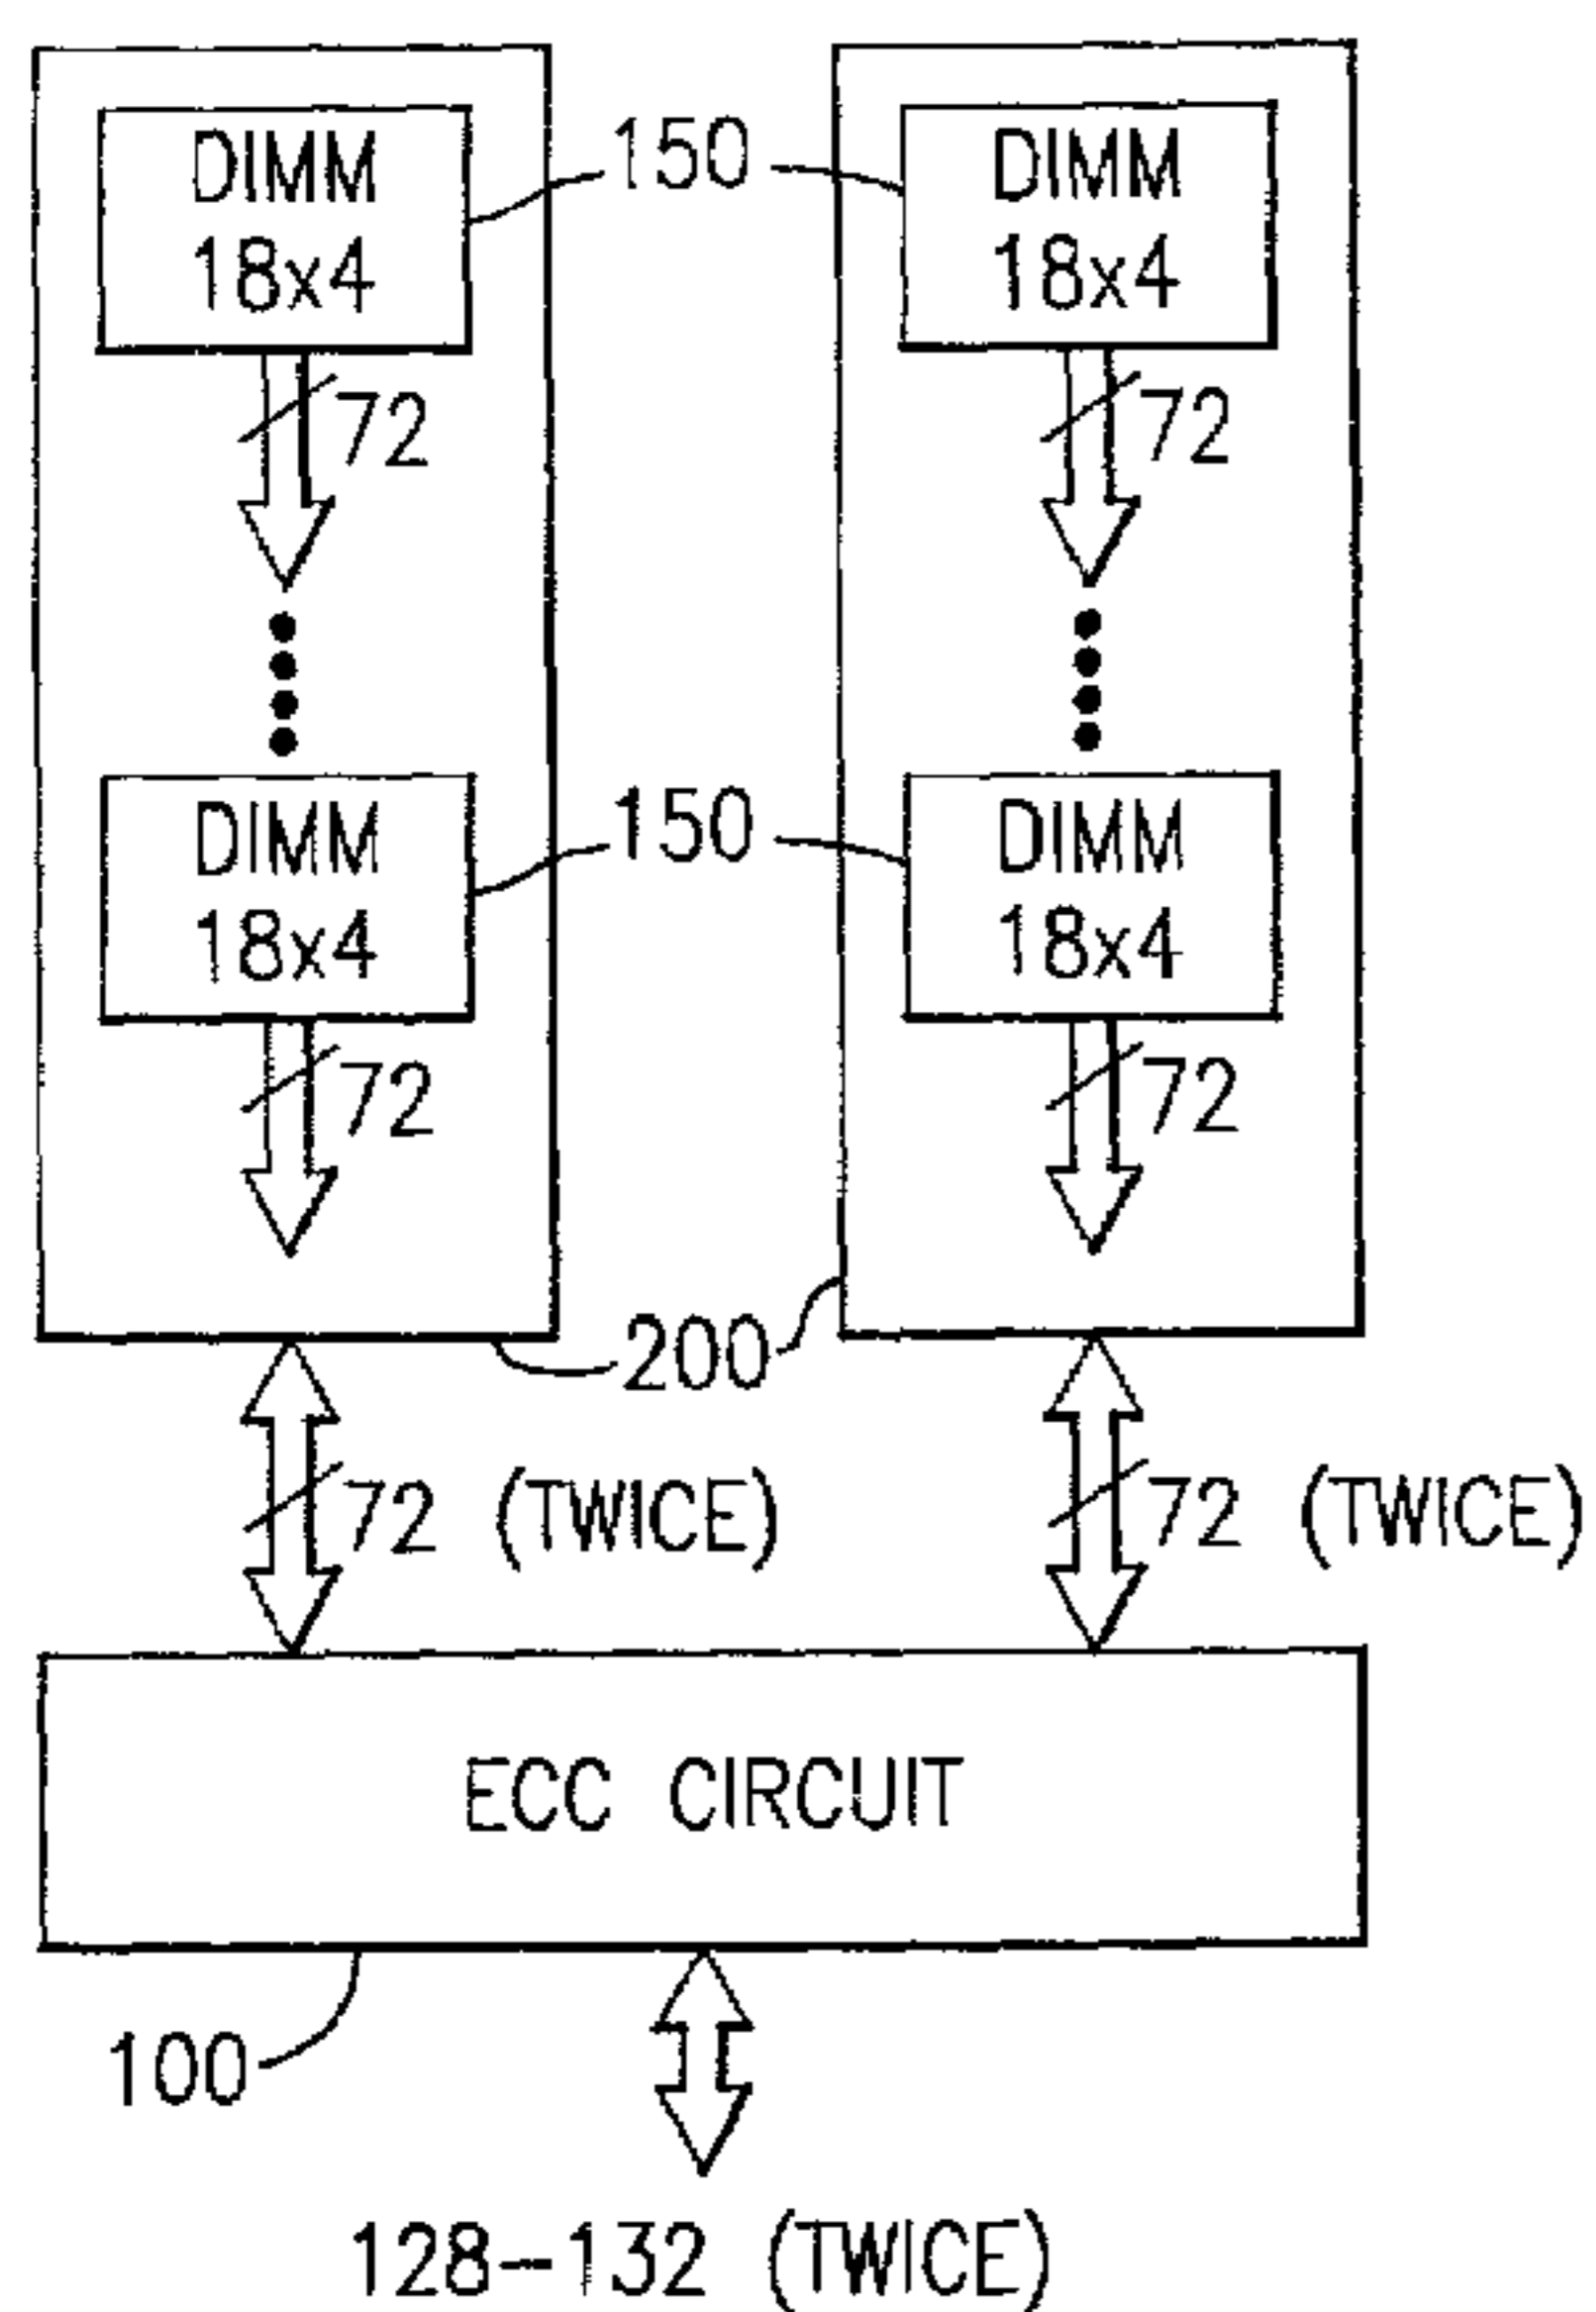 DIMM
18x4
150
DIMM
18x4
72
72
DIMM
18x4
150
DIMM
18x4
72
72
200
72 (TWICE)
72 (TWICE)
ECC CIRCUIT
100
128–132 (TWICE)